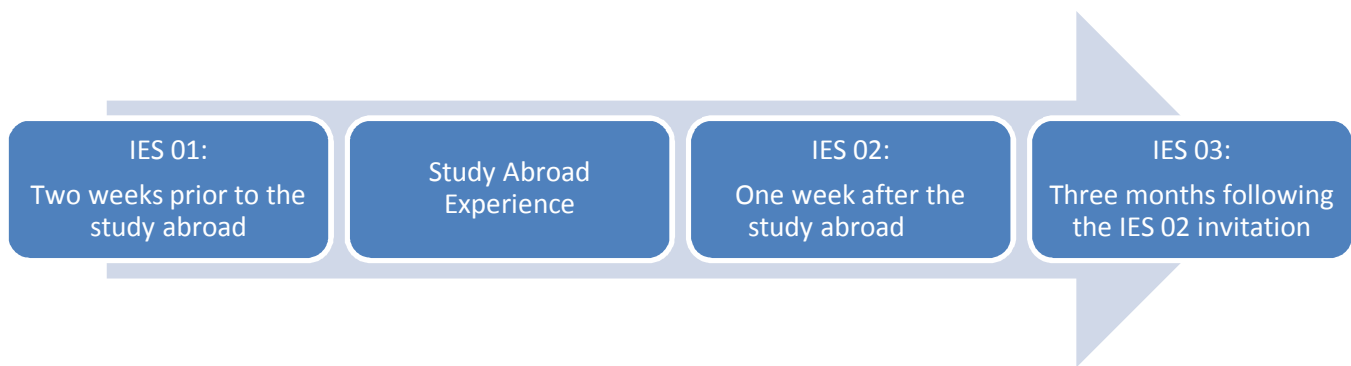 IES 01:
Two weeks prior to the
study abroad
Study Abroad
Experience
IES 02:
One week after the
study abroad
IES 03:
Three months following
the IES 02 invitation